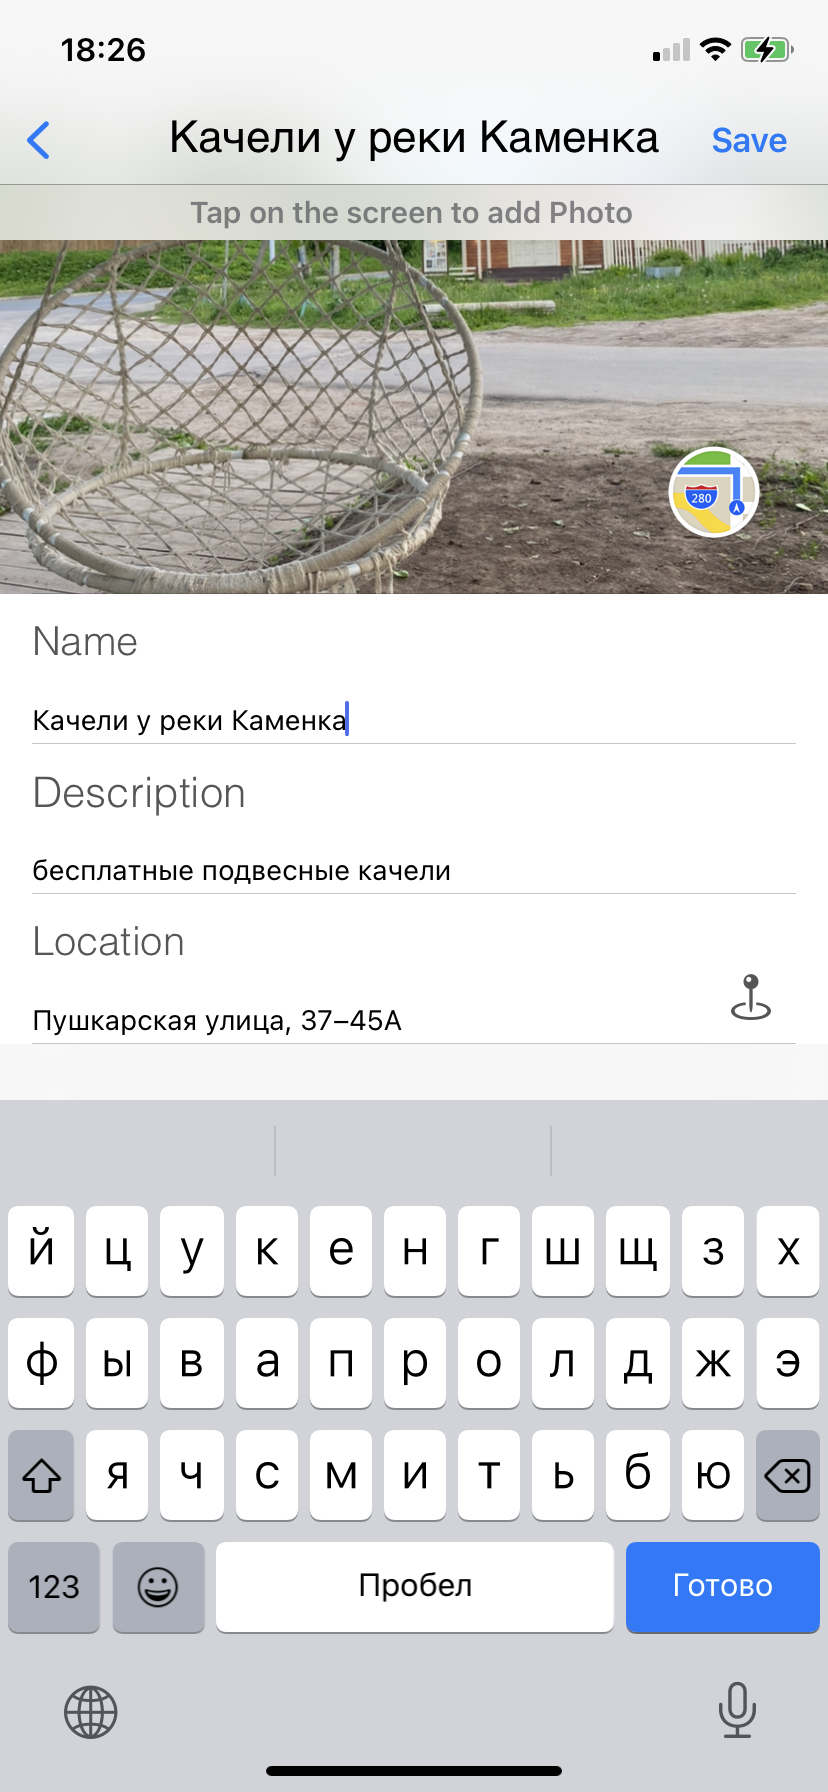 18:26
Качели у реки Каменка
Save
Tap on the screen to add Photo
280
Name
Качели у реки Каменка
Description
бесплатные подвесные качели
Location
Пушкарская улица, 37–45А
й ц у к е н г ш щ з х
ф ы в а п р о л д ж э
я ч с м и т ь б ю
123 Пробел Готово